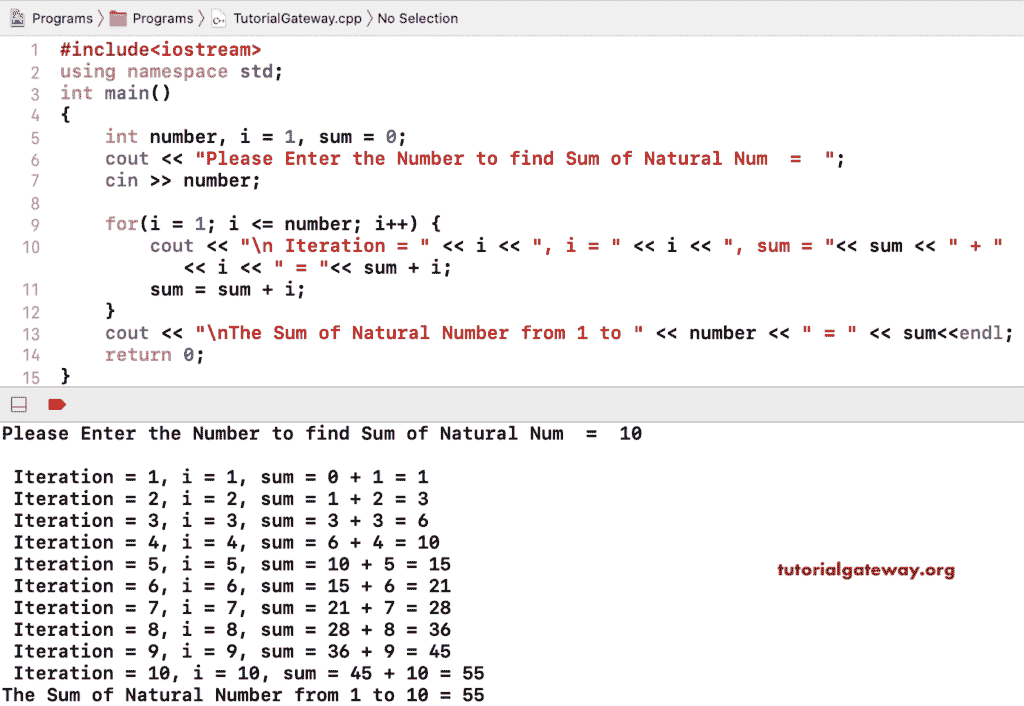 Programs 〉 Programs 〉 TutorialGateway.cpp 〉 No Selection
1 #include<iostream>
2 using namespace std;
3 int main()
4 {
5     int number, i = 1, sum = 0;
6     cout << "Please Enter the Number to find Sum of Natural Num  =  ";
7     cin >> number;
8
9     for(i = 1; i <= number; i++) {
10         cout << "\n Iteration = " << i << ", i = " << i << ", sum = "<< sum << " + "
            << i << " = "<< sum + i;
11         sum = sum + i;
12     }
13     cout << "\nThe Sum of Natural Number from 1 to " << number << " = " << sum<<endl;
14     return 0;
15 }
Please Enter the Number to find Sum of Natural Num  =  10
 Iteration = 1, i = 1, sum = 0 + 1 = 1
 Iteration = 2, i = 2, sum = 1 + 2 = 3
 Iteration = 3, i = 3, sum = 3 + 3 = 6
 Iteration = 4, i = 4, sum = 6 + 4 = 10
 Iteration = 5, i = 5, sum = 10 + 5 = 15
 Iteration = 6, i = 6, sum = 15 + 6 = 21
 Iteration = 7, i = 7, sum = 21 + 7 = 28
 Iteration = 8, i = 8, sum = 28 + 8 = 36
 Iteration = 9, i = 9, sum = 36 + 9 = 45
 Iteration = 10, i = 10, sum = 45 + 10 = 55
The Sum of Natural Number from 1 to 10 = 55
tutorialgateway.org